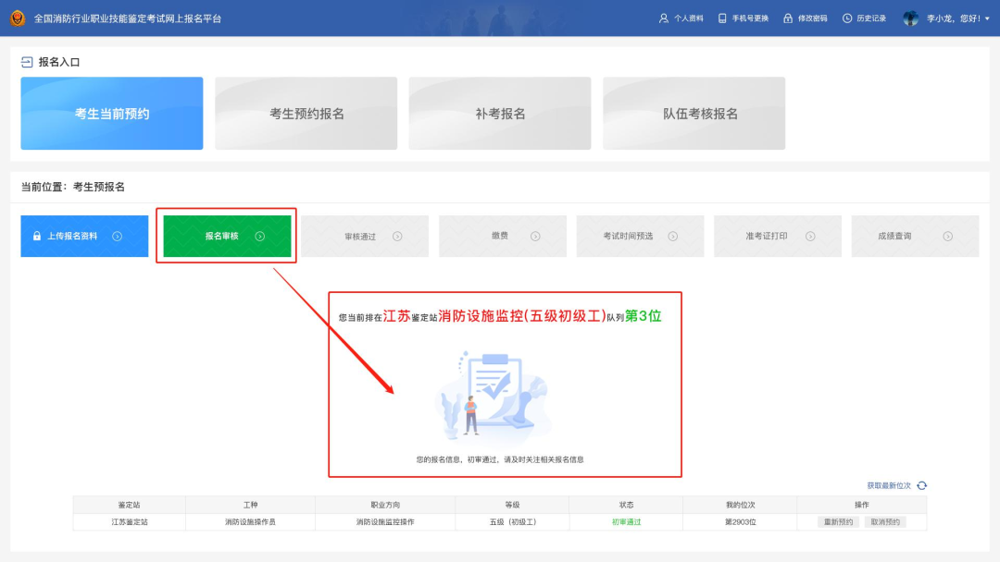 全国消防行业职业技能鉴定考试网上报名平台 个人资料 手机号更换 修改密码 历史记录 李小龙，您好！
报名入口
考生当前预约 考生预约报名 补考报名 队伍考核报名
当前位置：考生预报名
上传报名资料 报名审核 审核通过 缴费 考试时间预选 准考证打印 成绩查询
您当前排在江苏鉴定站消防设施监控(五级初级工)队列第3位
您的报名信息，初审通过，请及时关注相关报名信息
获取最新位次
鉴定站 工种 职业方向 等级 状态 我的位次 操作
江苏鉴定站 消防设施操作员 消防设施监控操作 五级（初级工） 初审通过 第2903位 重新预约 取消预约